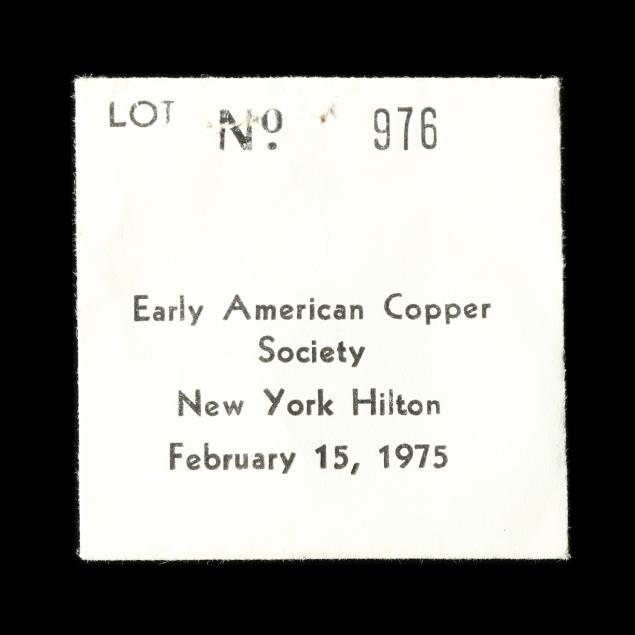 LOT No. 976
Early American Copper
Society
New York Hilton
February 15, 1975